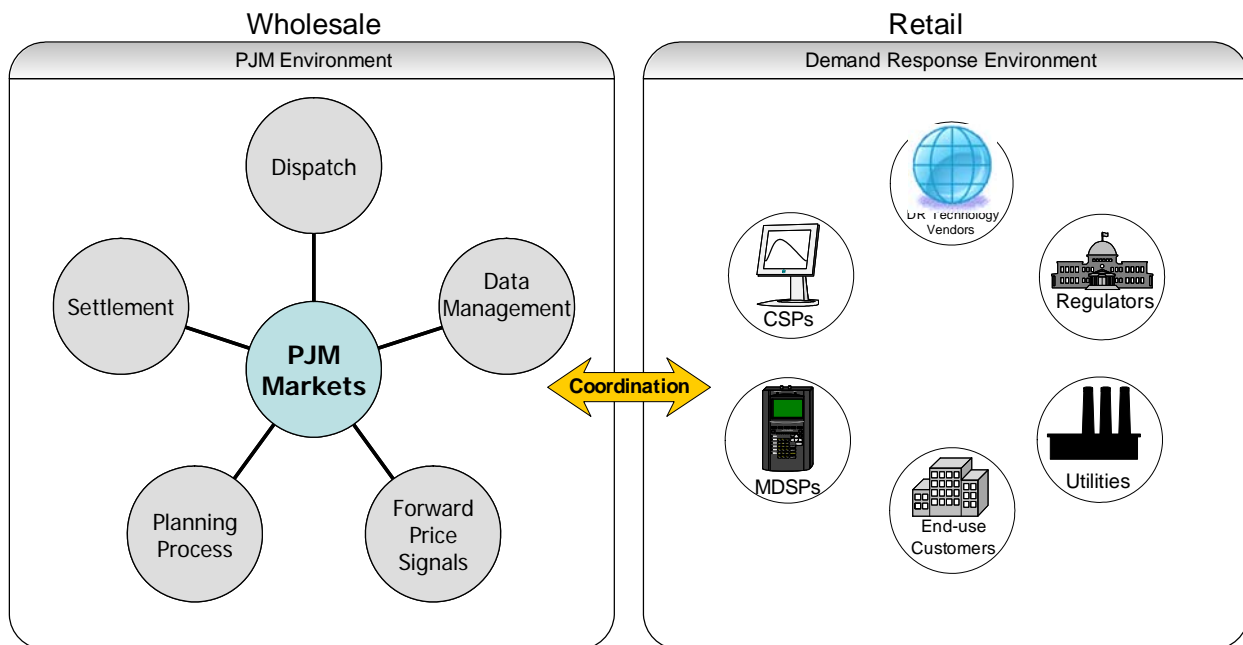 Wholesale
PJM Environment
Dispatch
Settlement
Data
Management
PJM
Markets
Planning
Process
Forward
Price
Signals
Coordination
Retail
Demand Response Environment
DR Technology
Vendors
CSPs
Regulators
MDSPs
Utilities
End-use
Customers